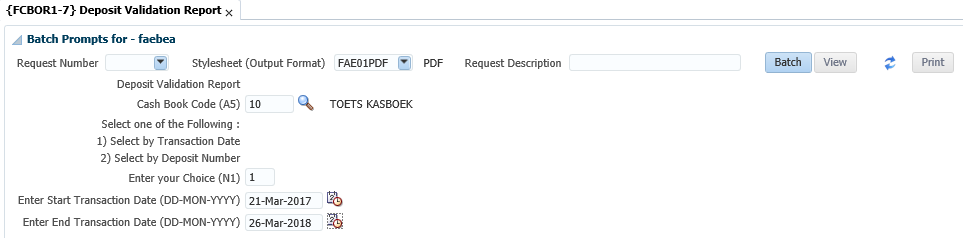 {FCBOR1-7} Deposit Validation Report x
Batch Prompts for - faebea
Request Number Stylesheet (Output Format) FAE01PDF PDF Request Description Batch View Print
Deposit Validation Report
Cash Book Code (A5) 10 TOETS KASBOEK
Select one of the Following :
1) Select by Transaction Date
2) Select by Deposit Number
Enter your Choice (N1) 1
Enter Start Transaction Date (DD-MON-YYYY) 21-Mar-2017
Enter End Transaction Date (DD-MON-YYYY) 26-Mar-2018